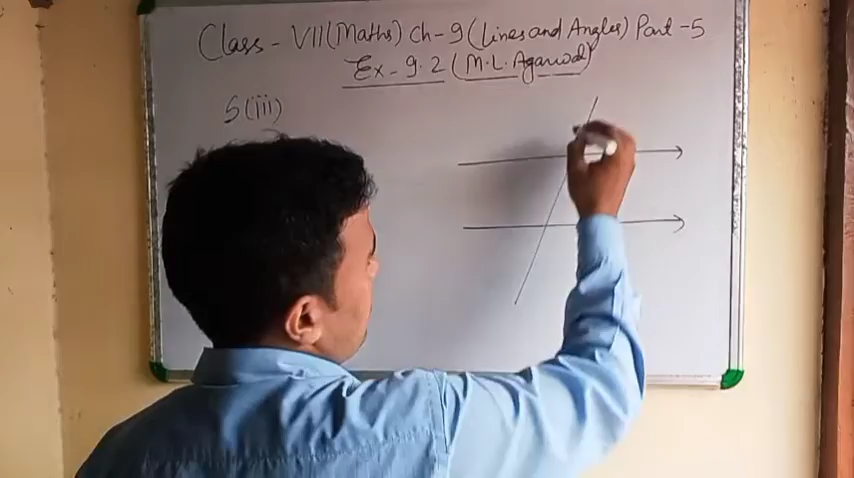 Class - VII (Maths) Ch-9 (Lines and Angles) Part -5
Ex- 9.2 (M.L. Agarwal)
5(iii)